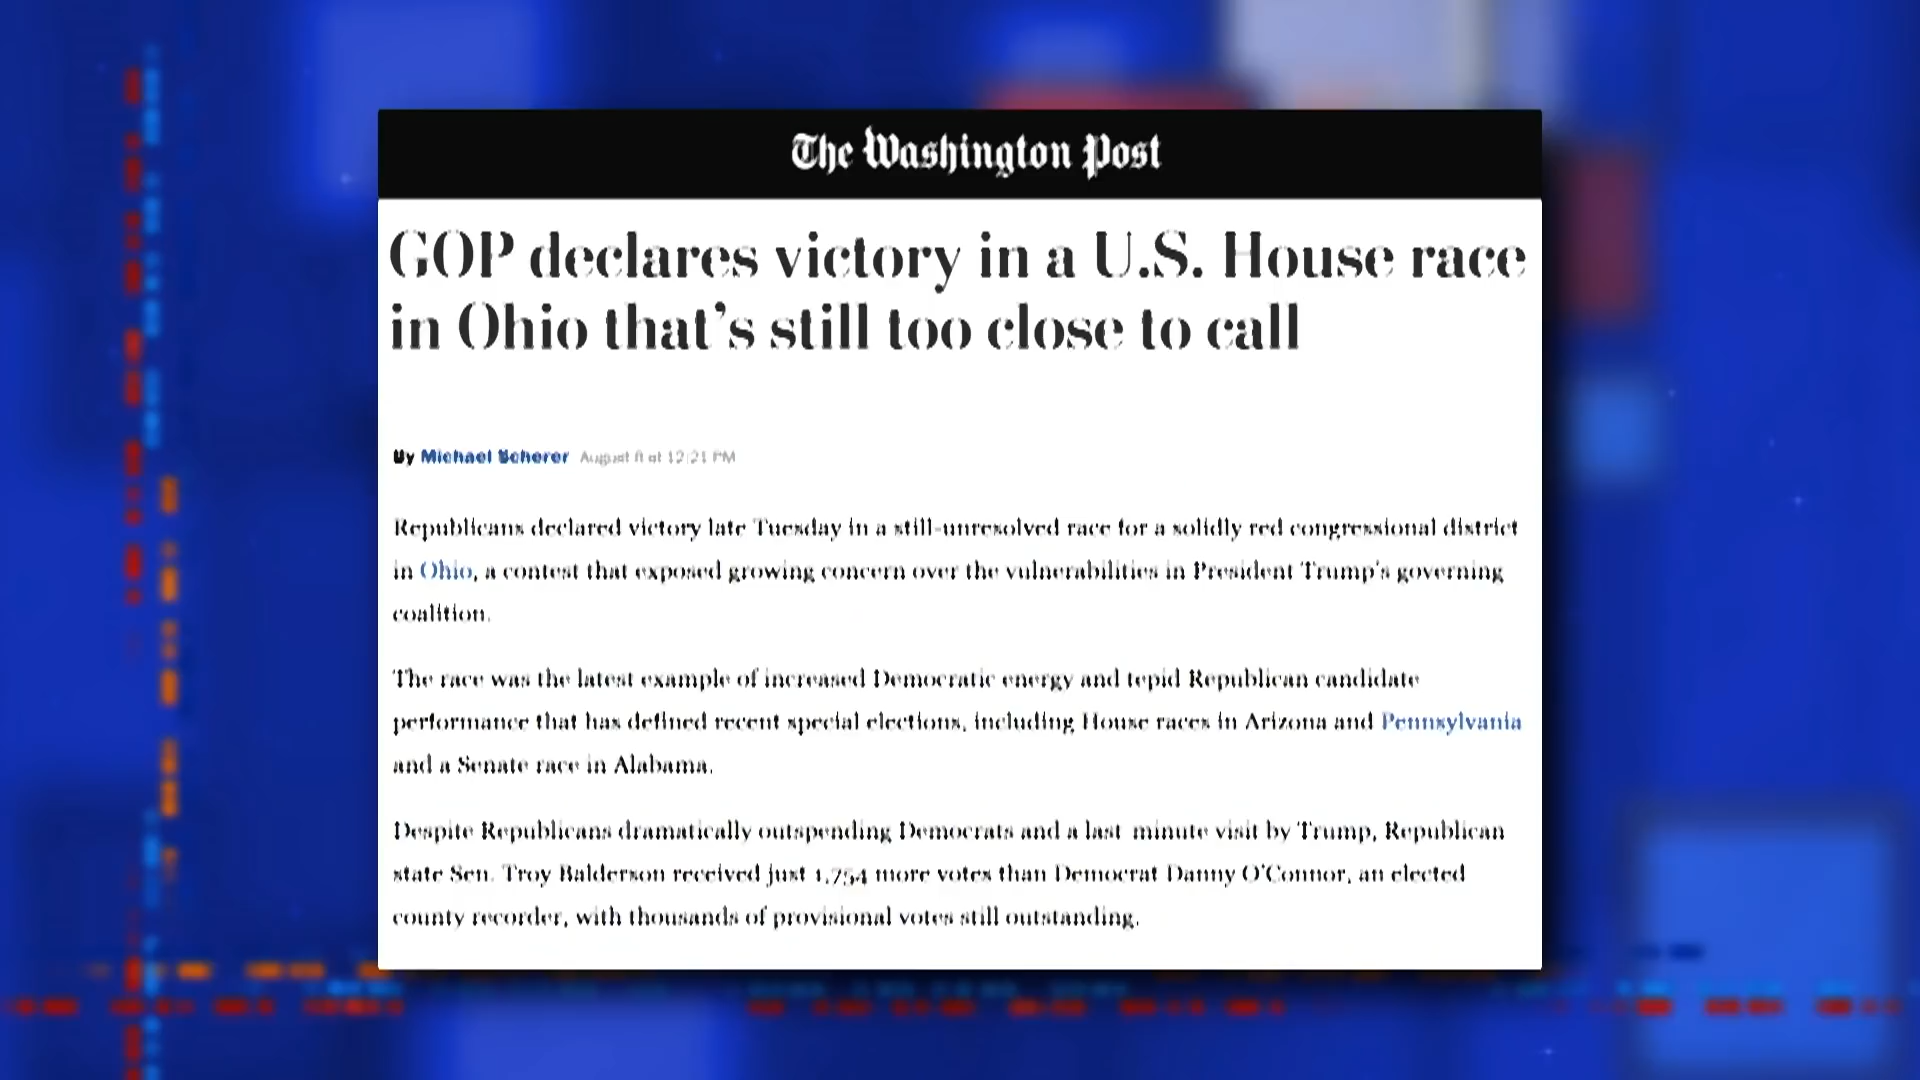 The Washington Post
GOP declares victory in a U.S. House race
in Ohio that's still too close to call
By Michael Scherer August at 12:21 PM
Republicans declared victory late Tuesday in a still-unresolved race for a solidly red congressional district
in Ohio, a contest that exposed growing concern over the vulnerabilities in President Trump's governing
coalition.
The race was the latest example of increased Democratic energy and tepid Republican candidate
performance that has defined recent special elections, including House races in Arizona and Pennsylvania
and a Senate race in Alabama.
Despite Republicans dramatically outspending Democrats and a last-minute visit by Trump, Republican
state Sen. Troy Balderson received just 1,754 more votes than Democrat Danny O'Connor, an elected
county recorder, with thousands of provisional votes still outstanding.